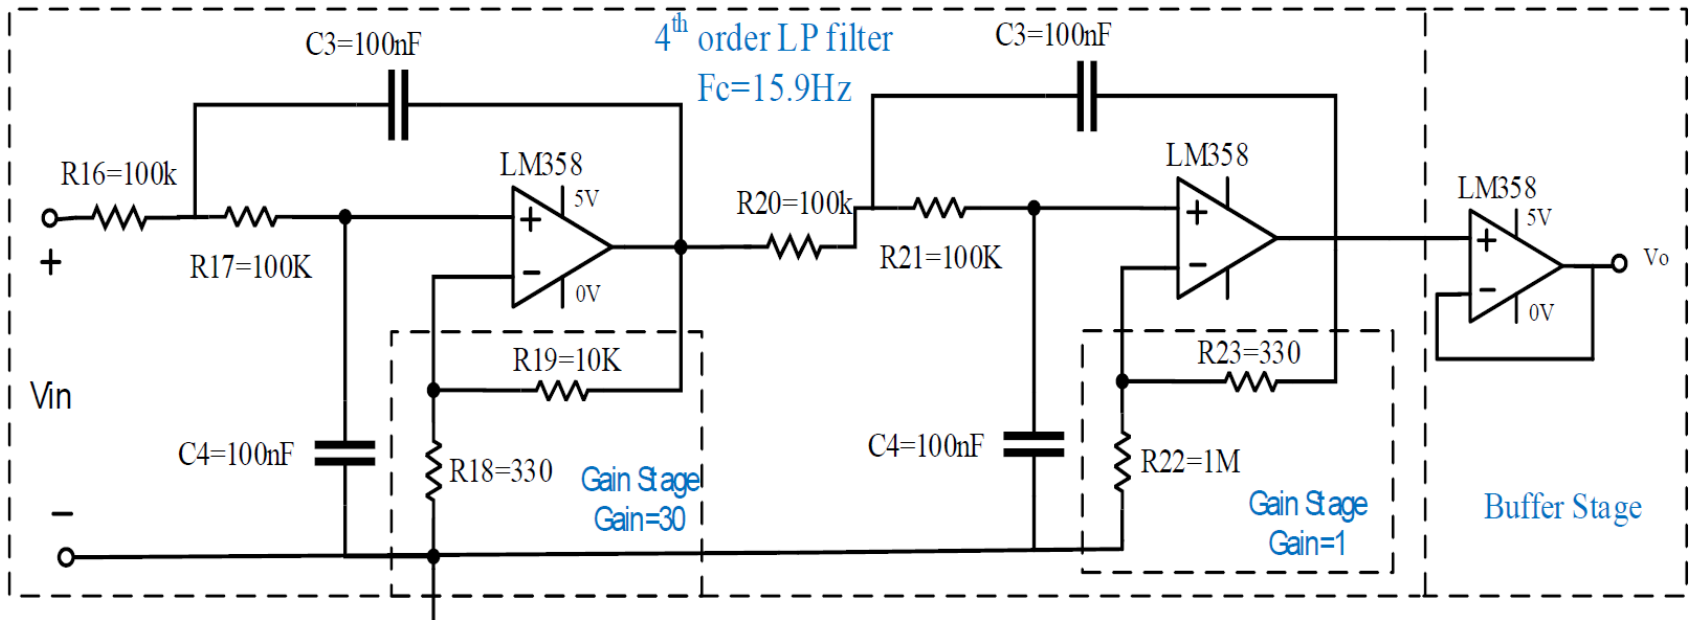 4th order LP filter
Fc=15.9Hz
C3=100nF
C3=100nF
R16=100k
R17=100K
LM358
5V
+
−
0V
R20=100k
R21=100K
LM358
+
−
LM358
5V
+
−
0V
Vo
+
Vin
−
R19=10K
R18=330
C4=100nF
Gain Stage
Gain=30
R23=330
R22=1M
C4=100nF
Gain Stage
Gain=1
Buffer Stage